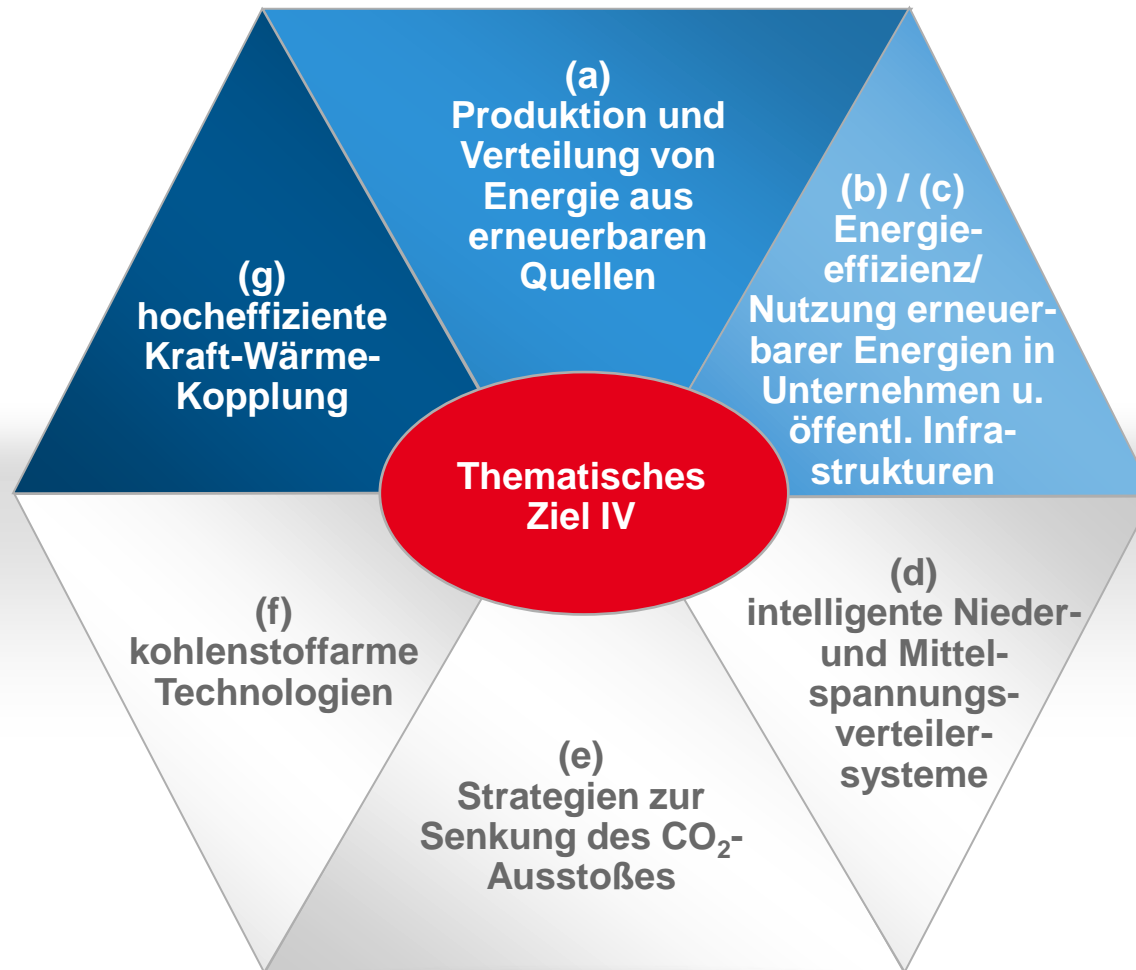 (a)
Produktion und
Verteilung von
Energie aus
erneuerbaren
Quellen
(b) / (c)
Energie-
effizienz/
Nutzung erneuer-
barer Energien in
Unternehmen u.
öffentl. Infra-
strukturen
(g)
hocheffiziente
Kraft-Wärme-
Kopplung
Thematisches
Ziel IV
(d)
intelligente Nieder-
und Mittel-
spannungs-
verteiler-
systeme
(f)
kohlenstoffarme
Technologien
(e)
Strategien zur
Senkung des CO₂-
Ausstoßes